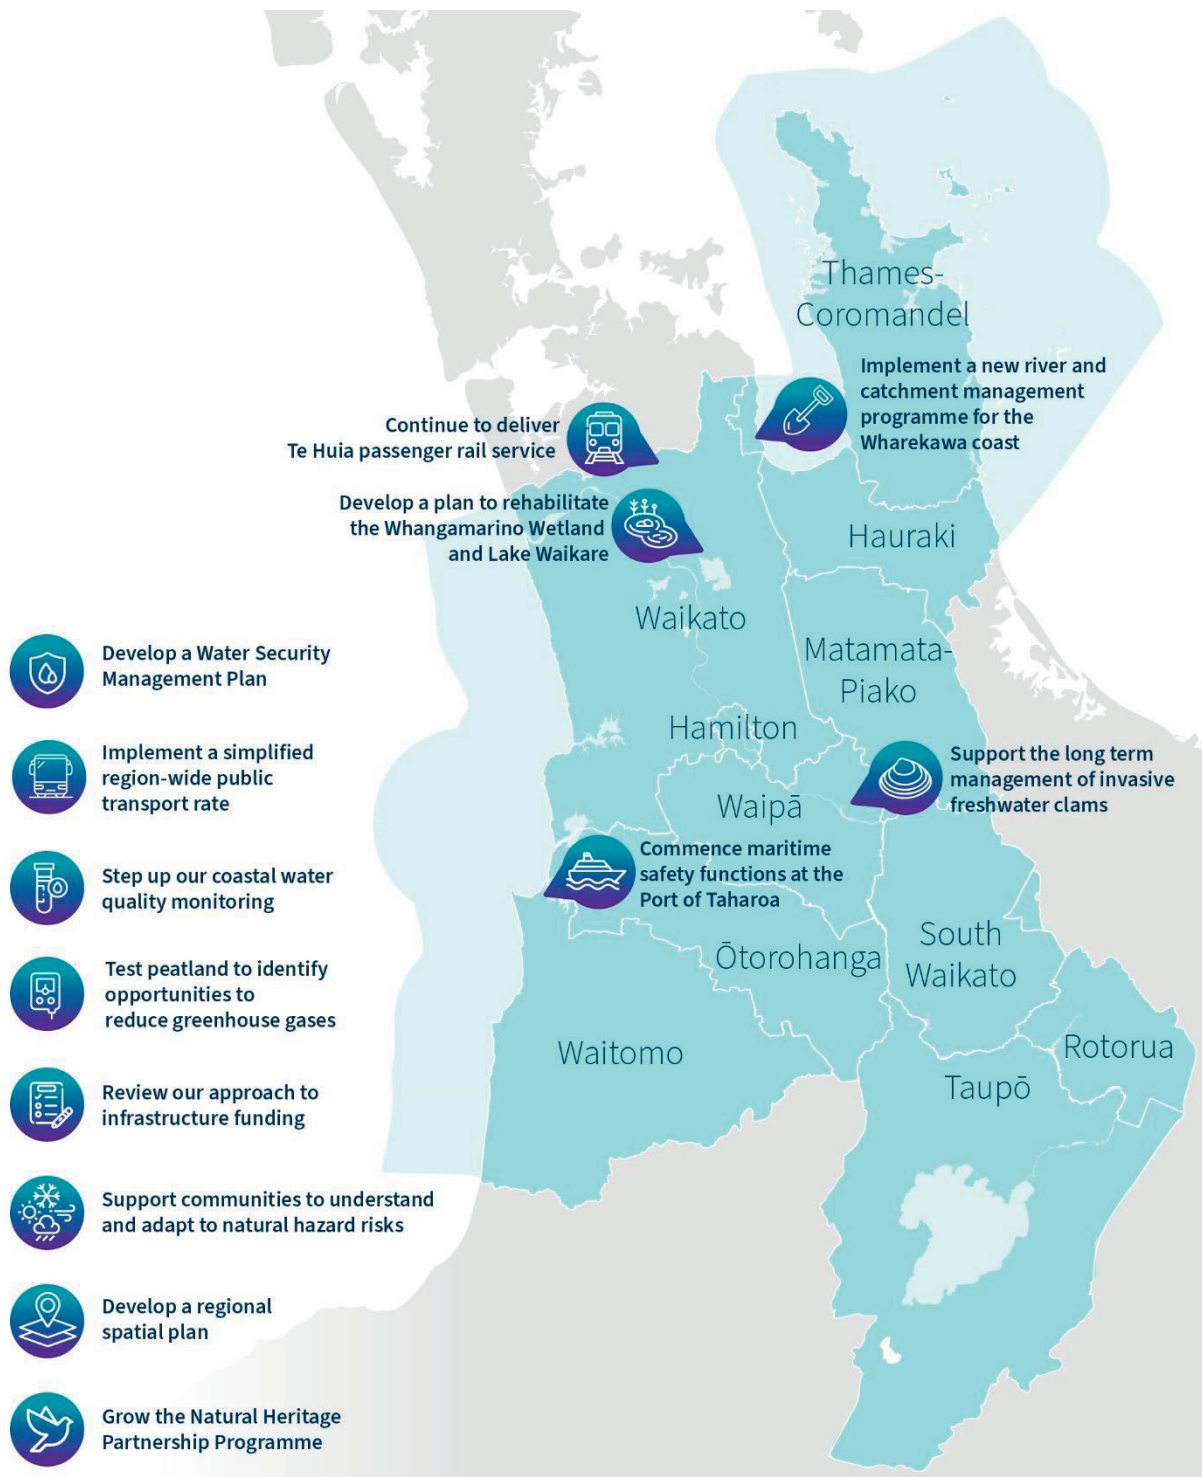 Thames-
Coromandel
Implement a new river and
catchment management
programme for the
Wharekawa coast
Continue to deliver
Te Huia passenger rail service
Develop a plan to rehabilitate
the Whangamarino Wetland
and Lake Waikare
Hauraki
Waikato
Matamata-
Piako
Hamilton
Support the long term
management of invasive
freshwater clams
Waipā
Commence maritime
safety functions at the
Port of Taharoa
South
Waikato
Ōtorohanga
Waitomo
Rotorua
Taupō
Develop a Water Security
Management Plan
Implement a simplified
region-wide public
transport rate
Step up our coastal water
quality monitoring
Test peatland to identify
opportunities to
reduce greenhouse gases
Review our approach to
infrastructure funding
Support communities to understand
and adapt to natural hazard risks
Develop a regional
spatial plan
Grow the Natural Heritage
Partnership Programme